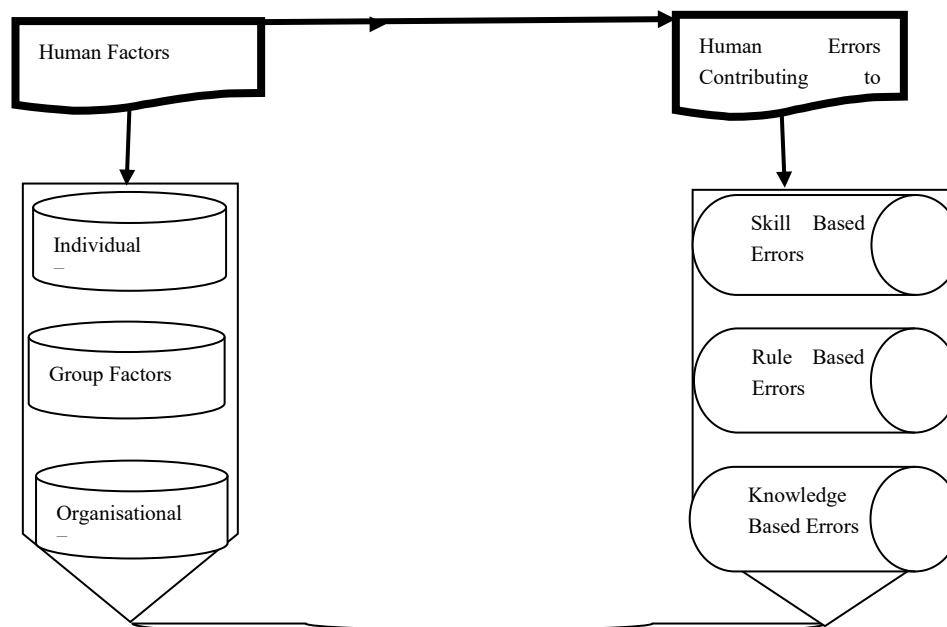 Human Factors
Human Errors
Contributing to
Individual
Group Factors
Organisational
Skill Based
Errors
Rule Based
Errors
Knowledge
Based Errors